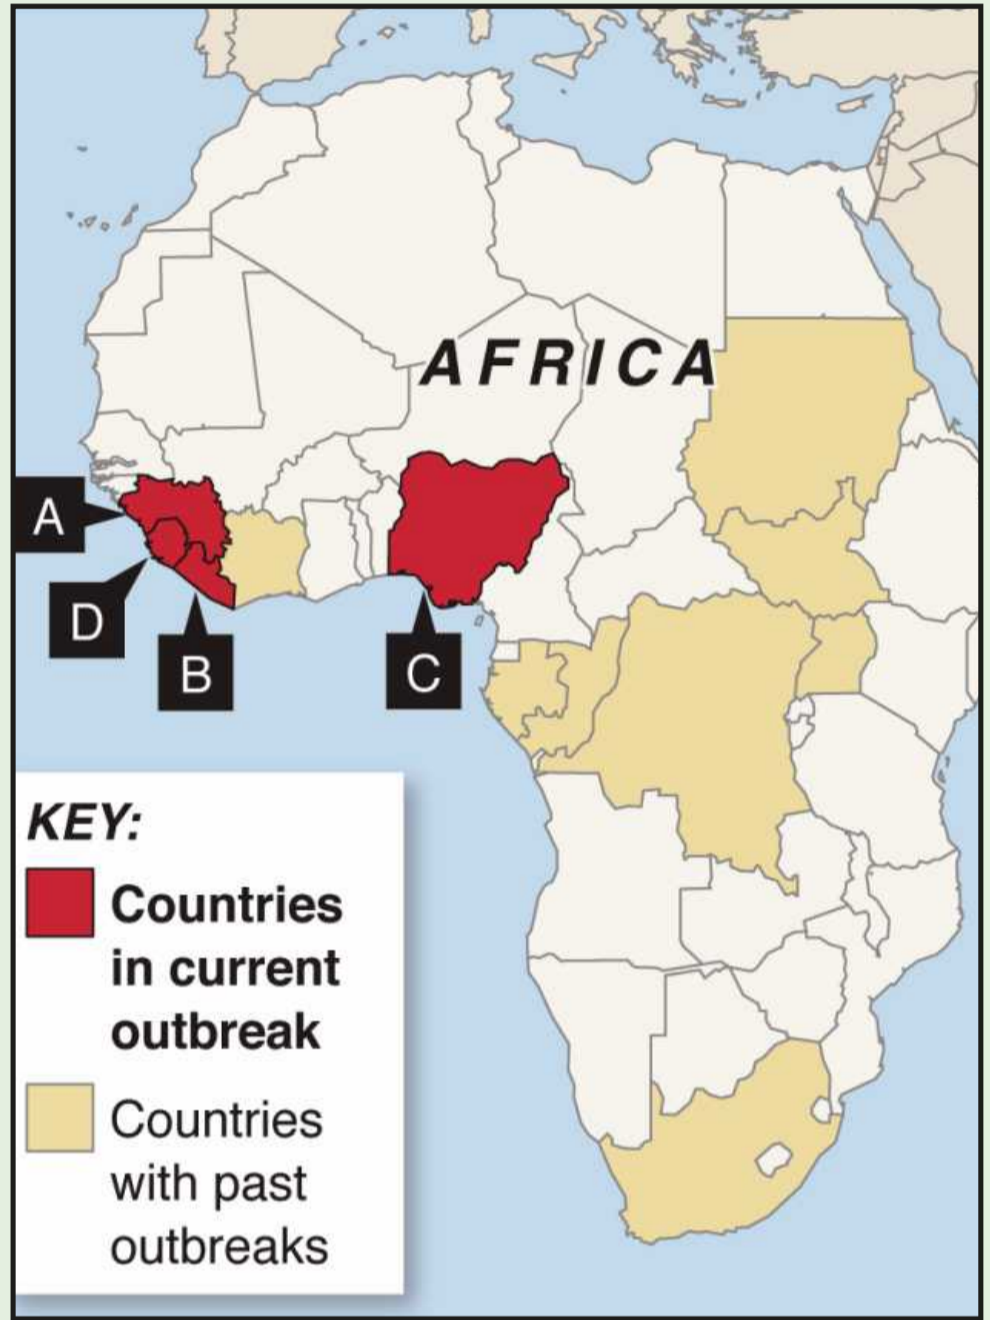 AFRICA
A
D
B
C
KEY:
Countries
in current
outbreak
Countries
with past
outbreaks